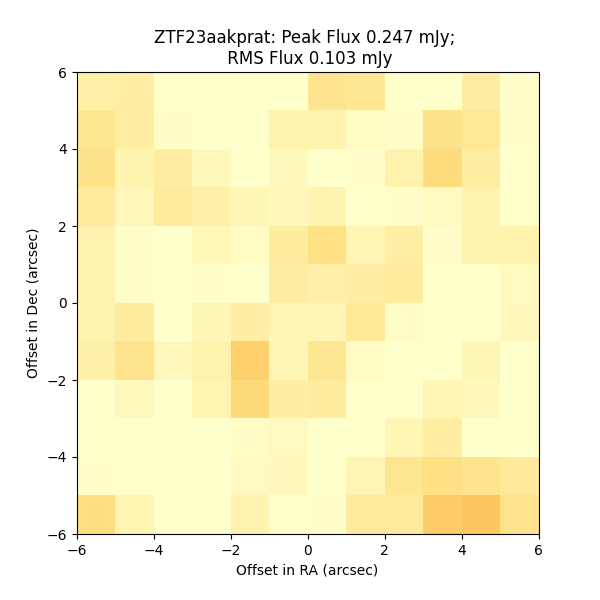 ZTF23aakprat: Peak Flux 0.247 mJy;
RMS Flux 0.103 mJy
6
4
2
0
−2
−4
−6
Offset in Dec (arcsec)
−6 −4 −2 0 2 4 6
Offset in RA (arcsec)